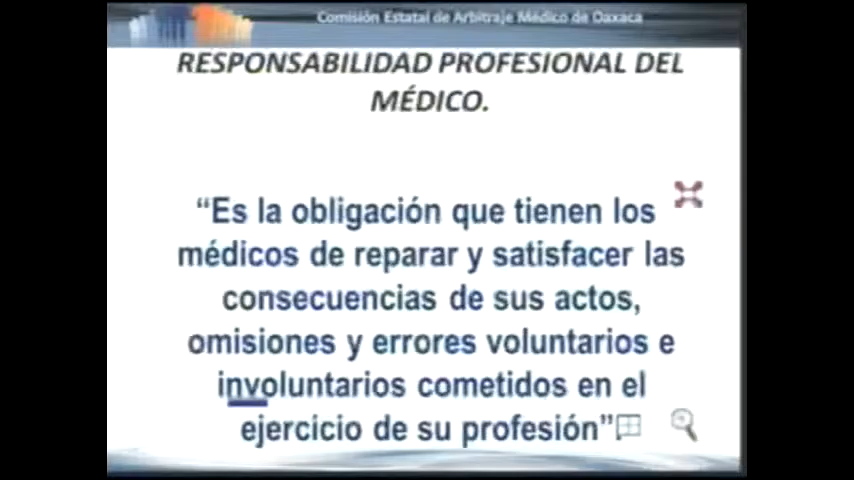 Comisión Estatal de Arbitraje Médico de Oaxaca
RESPONSABILIDAD PROFESIONAL DEL
MÉDICO.
“Es la obligación que tienen los
médicos de reparar y satisfacer las
consecuencias de sus actos,
omisiones y errores voluntarios e
involuntarios cometidos en el
ejercicio de su profesión”.